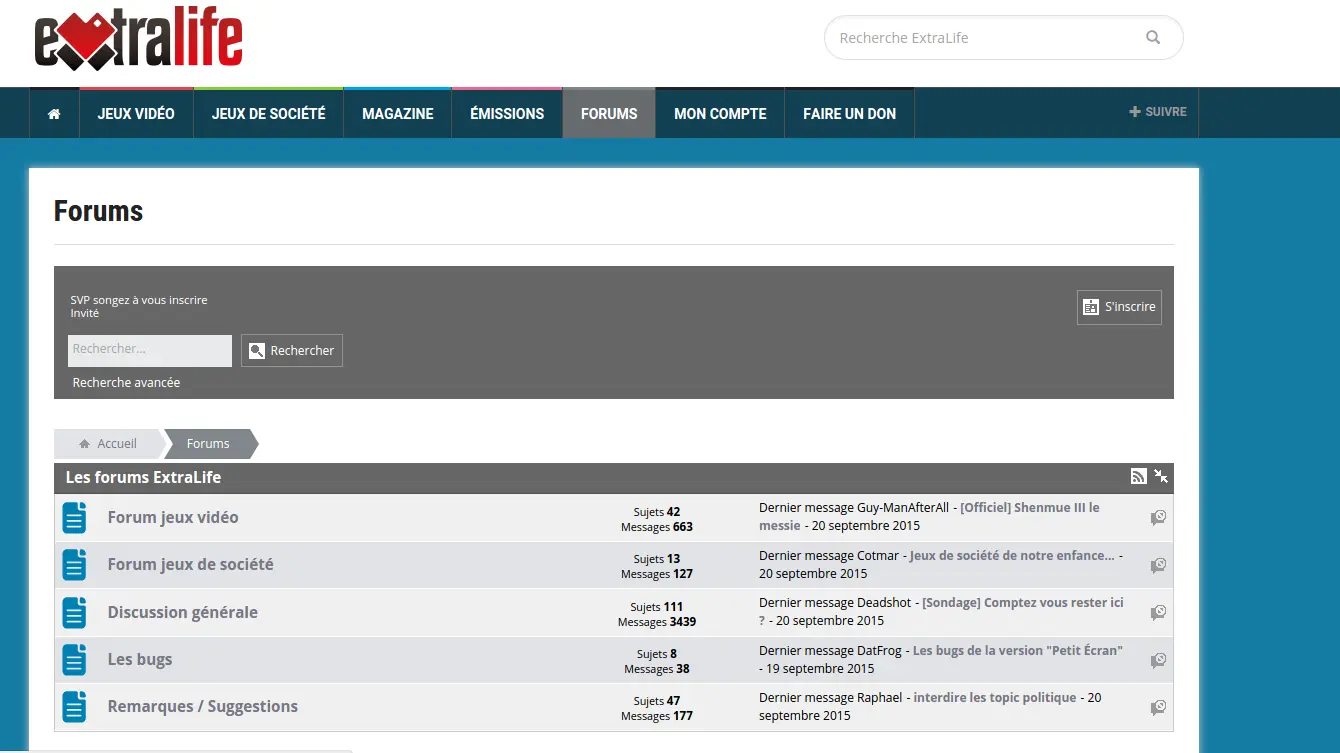 extralife
Recherche ExtraLife
JEUX VIDÉO
JEUX DE SOCIÉTÉ
MAGAZINE
ÉMISSIONS
FORUMS
MON COMPTE
FAIRE UN DON
SUIVRE
Forums
SVP songez à vous inscrire
Invité
S'inscrire
Rechercher...
Rechercher
Recherche avancée
Accueil
Forums
Les forums ExtraLife
Forum jeux vidéo
Sujets 42
Messages 663
Dernier message Guy-ManAfterAll - [Officiel] Shenmue III le
messie - 20 septembre 2015
Forum jeux de société
Sujets 13
Messages 127
Dernier message Cotmar - Jeux de société de notre enfance... -
20 septembre 2015
Discussion générale
Sujets 111
Messages 3439
Dernier message Deadshot - [Sondage] Comptez vous rester ici
? - 20 septembre 2015
Les bugs
Sujets 8
Messages 38
Dernier message DatFrog - Les bugs de la version "Petit Écran"
- 19 septembre 2015
Remarques / Suggestions
Sujets 47
Messages 177
Dernier message Raphael - interdire les topic politique - 20
septembre 2015